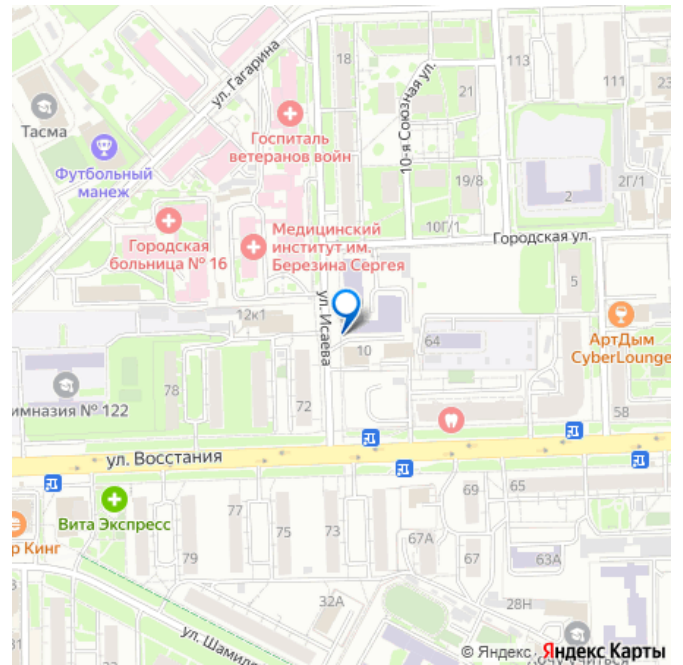 18
113
111
23
ул. Гагарина
21
Тасма
Госпиталь
ветеранов войн
10-я Союзная ул.
Футбольный
манеж
19/8
2
2Г/1
10Г/1
Городская
больница № 16
Медицинский
институт им.
Березина Сергея
Городская ул.
5
ул. Исаева
12к1
АртДым
CyberLounge
64
10
78
72
имназия № 122
58
ул. Восстания
69
65
Вита Экспресс
77
75
73
67А
67
63А
р Кинг
79
32А
28Н
31
ул. Шамиля
© Яндекс
Яндекс Карты